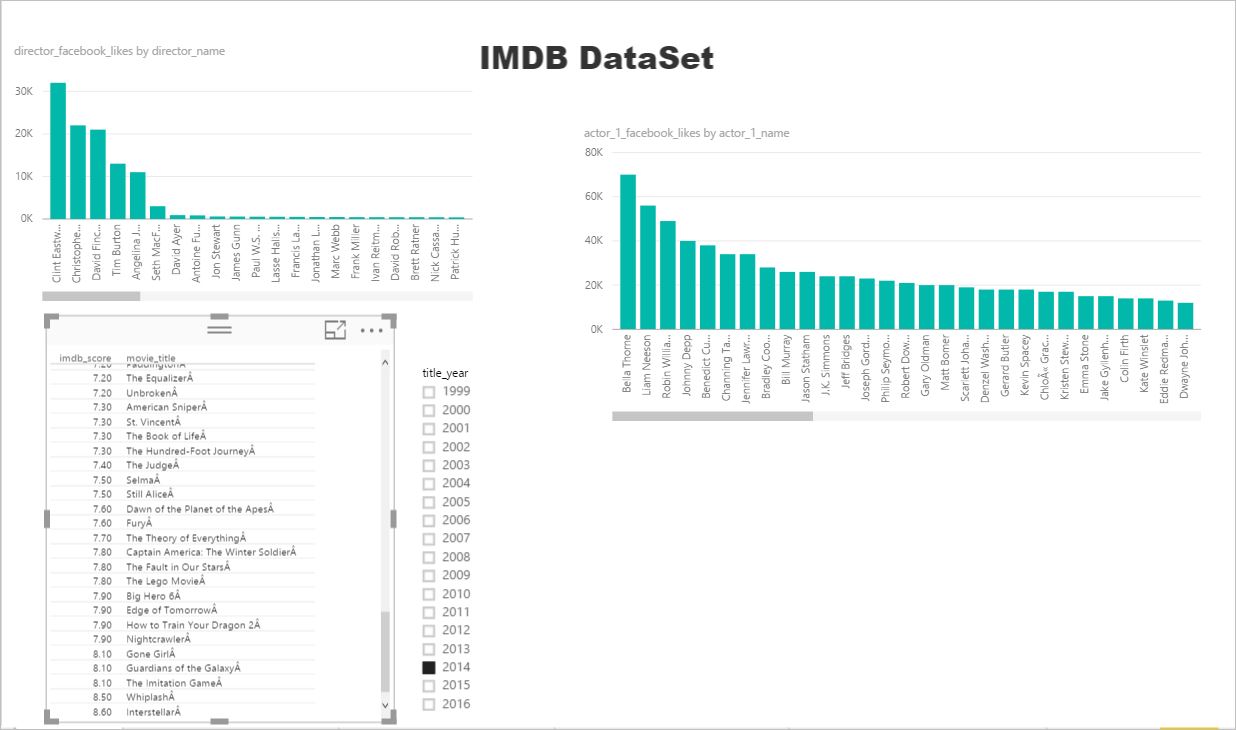 IMDB DataSet
director_facebook_likes by director_name
30K
20K
10K
0K
Clint Eastw...
Christophe...
David Finc...
Tim Burton
Angelina J...
Seth MacF...
David Ayer
Antoine Fu...
Jon Stewart
James Gunn
Paul W.S. ...
Lasse Halls...
Francis La...
Jonathan L...
Marc Webb
Frank Miller
Ivan Reitm...
David Rob...
Brett Ratner
Nick Cassa...
Patrick Hu...
actor_1_facebook_likes by actor_1_name
80K
60K
40K
20K
0K
Bella Thorne
Liam Neeson
Robin Willia...
Johnny Depp
Benedict Cu...
Channing Ta...
Jennifer Lawr...
Bradley Coo...
Bill Murray
Jason Statham
J.K. Simmons
Jeff Bridges
Joseph Gord...
Philip Seymo...
Robert Dow...
Gary Oldman
Matt Bomer
Scarlett Joha...
Denzel Wash...
Gerard Butler
Kevin Spacey
ChloÃ« Grac...
Kristen Stew...
Emma Stone
Jake Gyllenh...
Colin Firth
Kate Winslet
Eddie Redma...
Dwayne Joh...
imdb_score movie_title
7.20 PaddingtonÂ
7.20 The EqualizerÂ
7.20 UnbrokenÂ
7.30 American SniperÂ
7.30 St. VincentÂ
7.30 The Book of LifeÂ
7.30 The Hundred-Foot JourneyÂ
7.40 The JudgeÂ
7.50 SelmaÂ
7.50 Still AliceÂ
7.60 Dawn of the Planet of the ApesÂ
7.60 FuryÂ
7.70 The Theory of EverythingÂ
7.80 Captain America: The Winter SoldierÂ
7.80 The Fault in Our StarsÂ
7.80 The Lego MovieÂ
7.90 Big Hero 6Â
7.90 Edge of TomorrowÂ
7.90 How to Train Your Dragon 2Â
7.90 NightcrawlerÂ
8.10 Gone GirlÂ
8.10 Guardians of the GalaxyÂ
8.10 The Imitation GameÂ
8.50 WhiplashÂ
8.60 InterstellarÂ
title_year
1999
2000
2001
2002
2003
2004
2005
2006
2007
2008
2009
2010
2011
2012
2013
2014
2015
2016